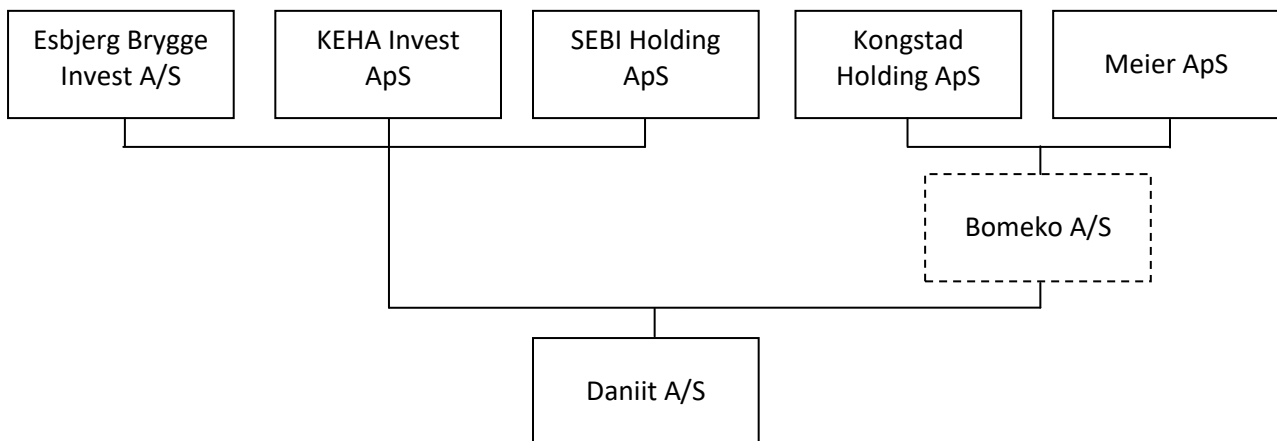 Esbjerg Brygge
Invest A/S
KEHA Invest
ApS
SEBI Holding
ApS
Kongstad
Holding ApS
Meier ApS
Bomeko A/S
Daniit A/S